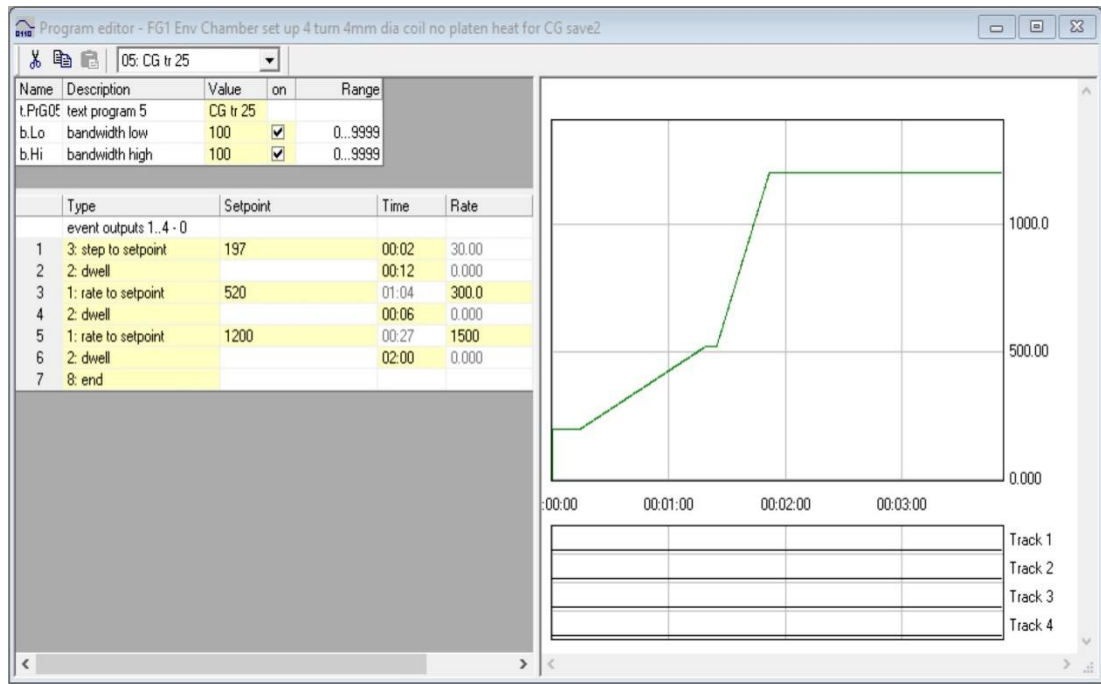 Program editor - FG1 Env Chamber set up 4 turn 4mm dia coil no platen heat for CG save2
05: CG tr 25
Name Description Value on Range
t.PrG05 text program 5 CG tr 25
b.Lo bandwidth low 100 0...9999
b.Hi bandwidth high 100 0...9999
Type Setpoint Time Rate
event outputs 1..4 - 0
1 3: step to setpoint 197 00:02 30.00
2 2: dwell 00:12 0.000
3 1: rate to setpoint 520 01:04 300.0
4 2: dwell 00:06 0.000
5 1: rate to setpoint 1200 00:27 1500
6 2: dwell 02:00 0.000
7 8: end
1000.0
500.00
0.000
:00:00 00:01:00 00:02:00 00:03:00
Track 1
Track 2
Track 3
Track 4